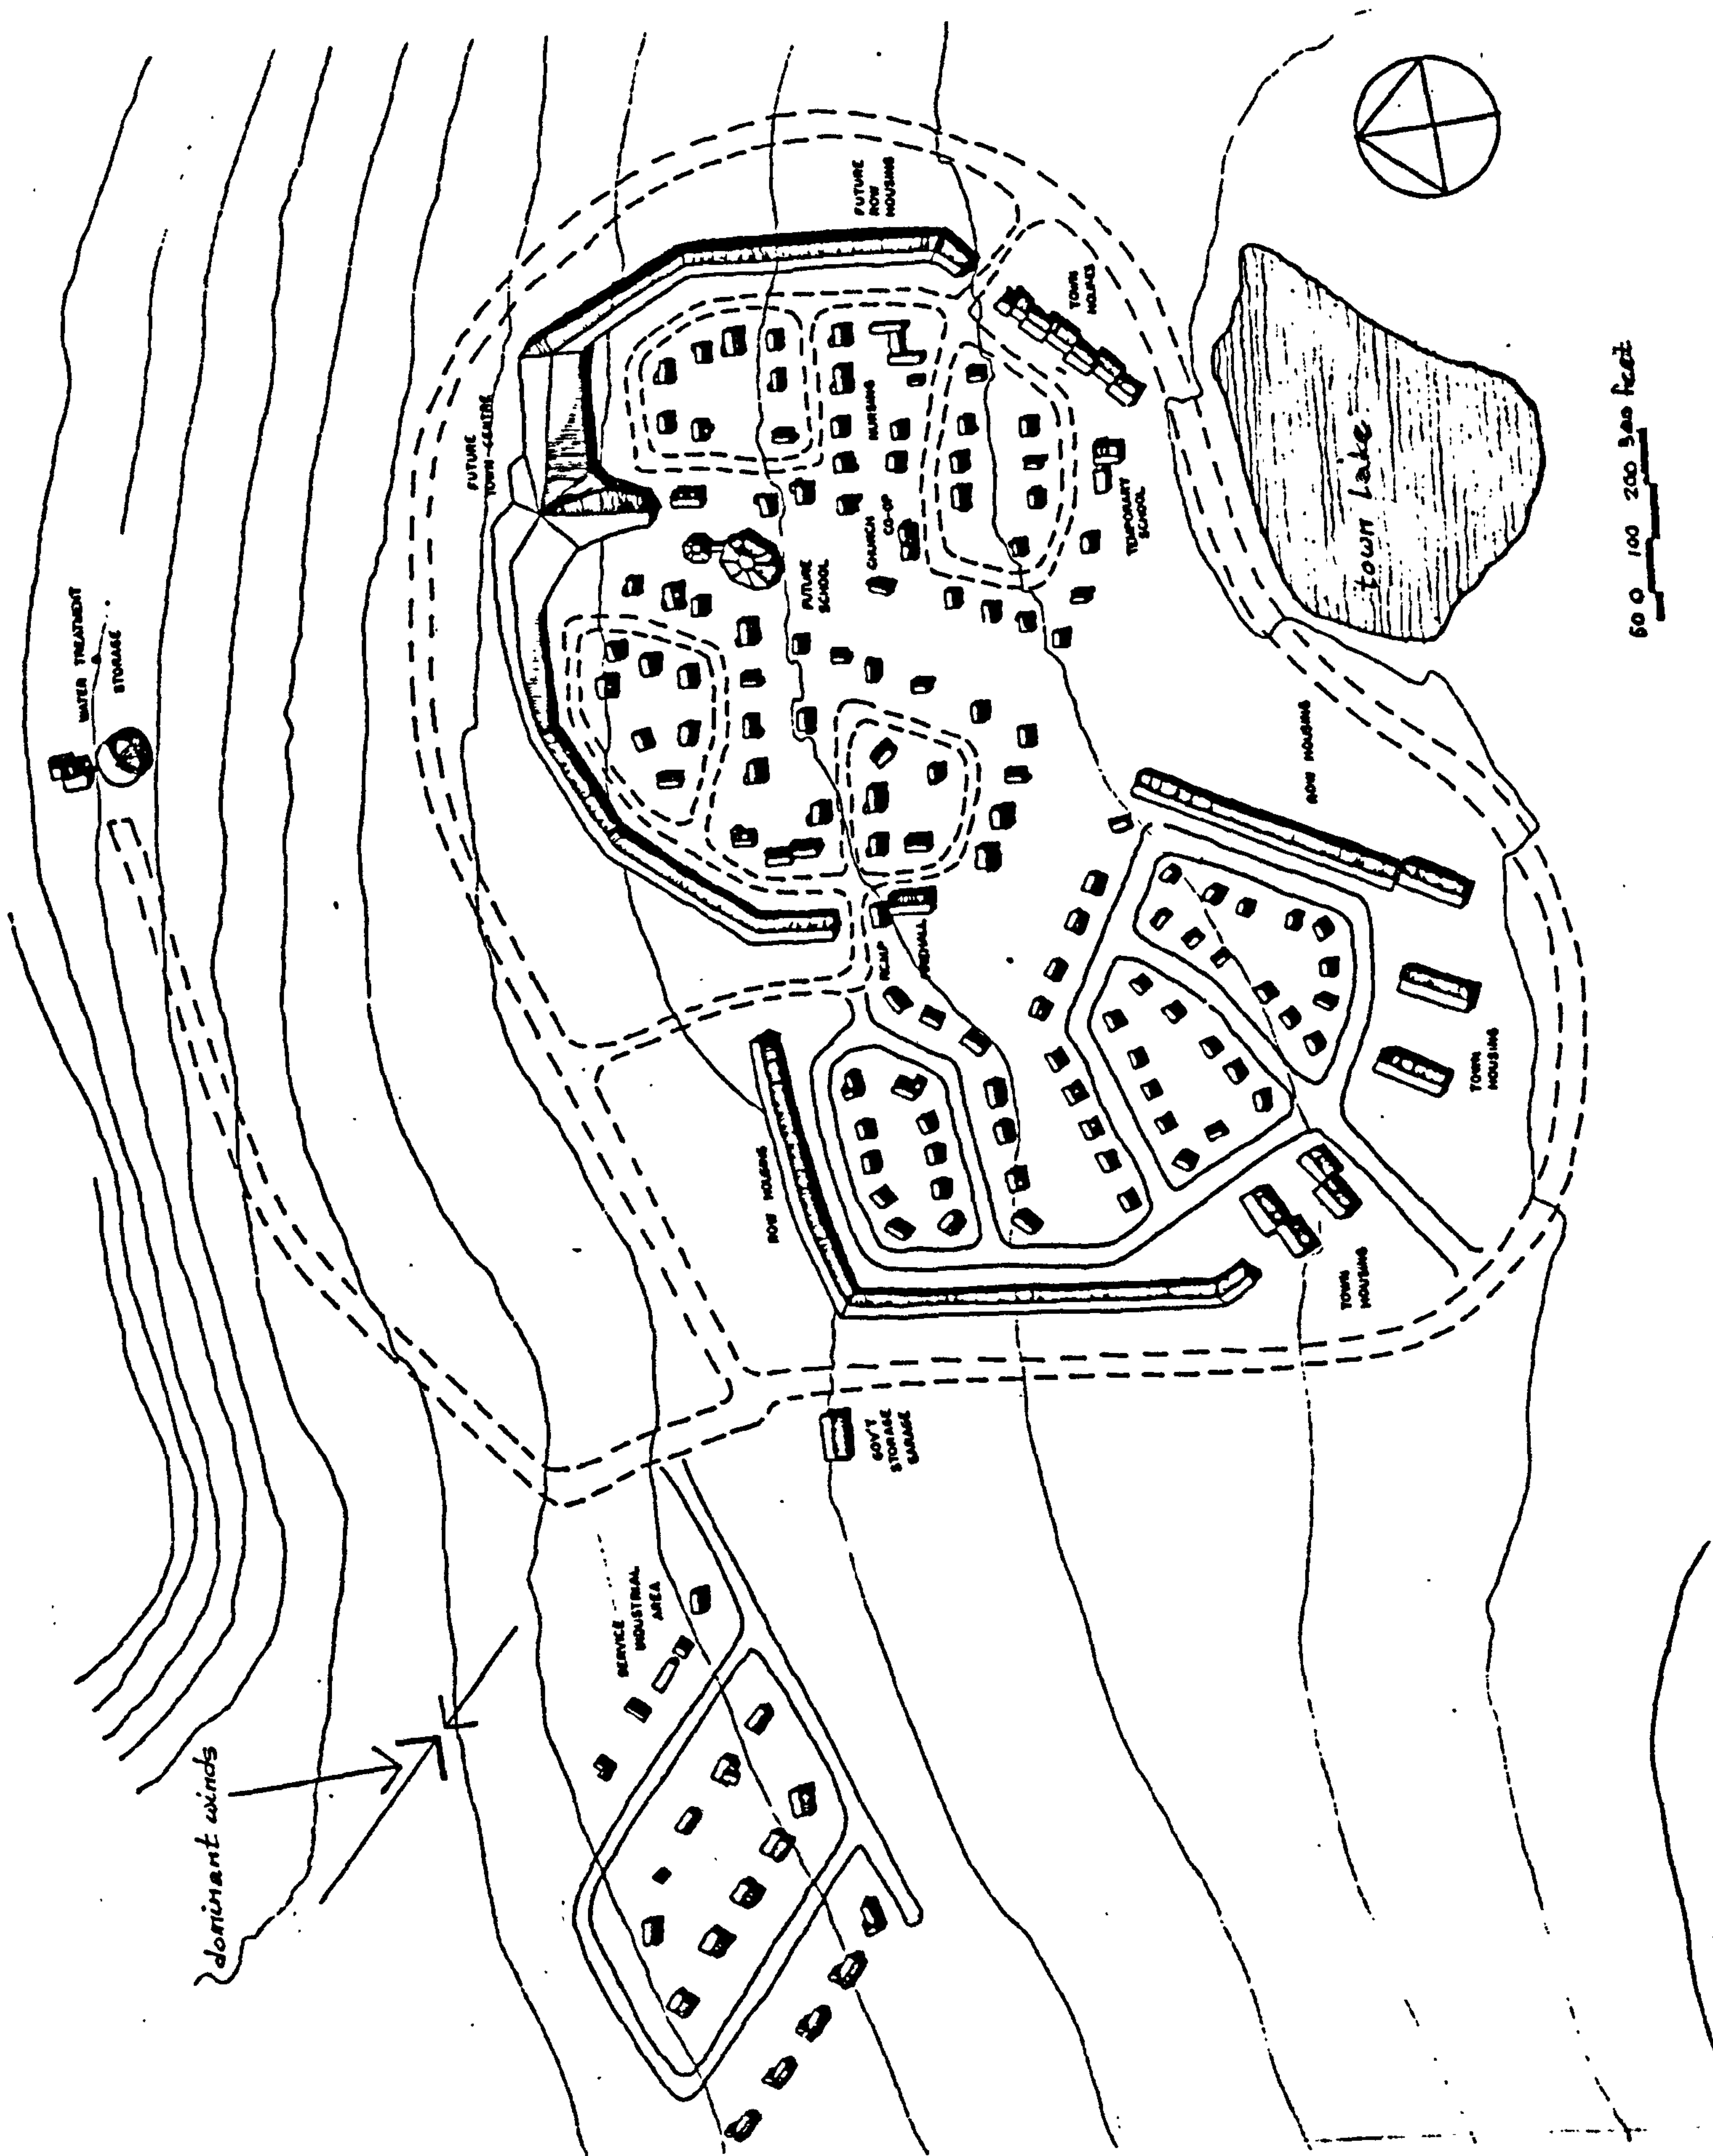 WATER TREATMENT
STORAGE
dominant winds
FUTURE
TOWN-CENTRE
FUTURE
ROW
HOUSING
TOWN
HOUSES
NURSING
CHURCH
CO-OP
FUTURE
SCHOOL
TEMPORARY
SCHOOL
town lake
50 0 100 200 300 feet
RCMP
FIREHALL
ROW HOUSING
ROW HOUSING
TOWN
HOUSING
TOWN
HOUSING
GOV'T
STORAGE
GARAGE
SERVICE
INDUSTRIAL
AREA